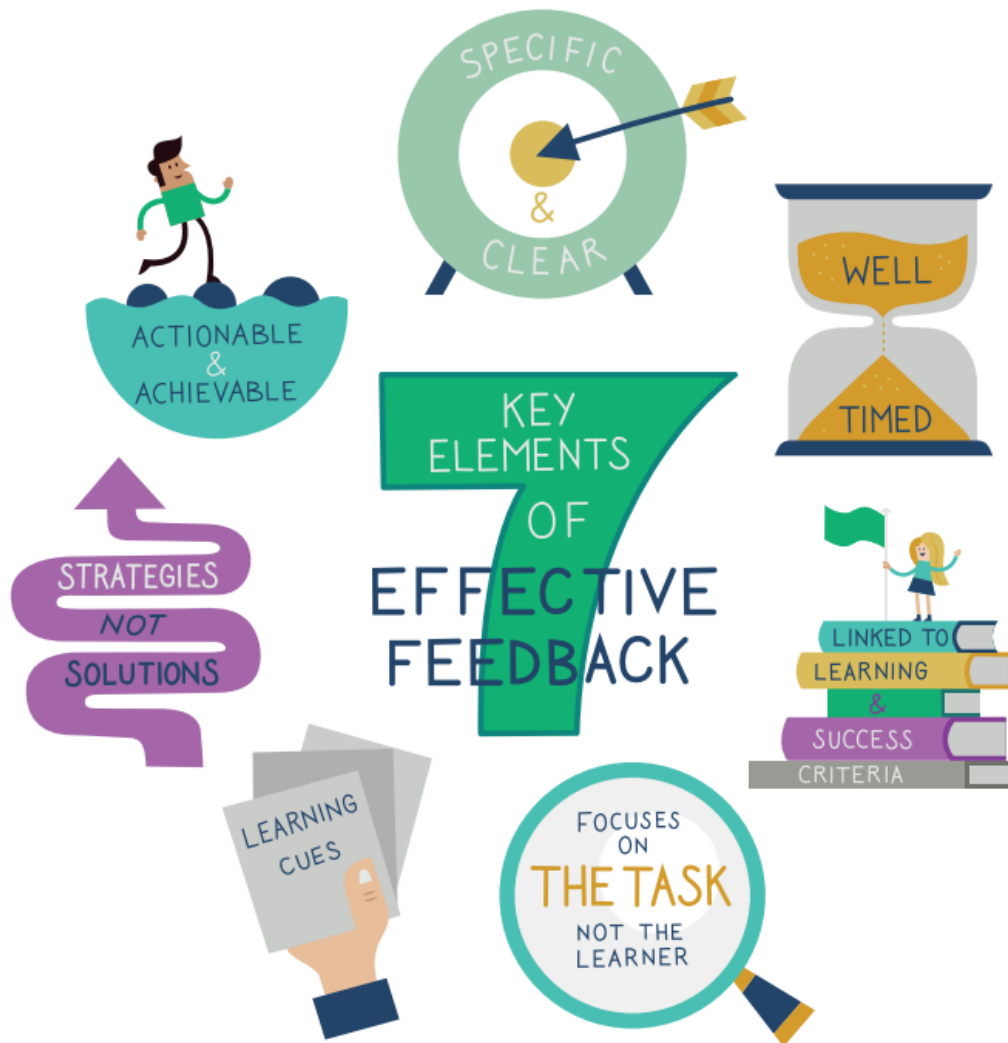 SPECIFIC
&
CLEAR
WELL
TIMED
ACTIONABLE
&
ACHIEVABLE
KEY
ELEMENTS
OF
EFFECTIVE
FEEDBACK
7
STRATEGIES
NOT
SOLUTIONS
LINKED TO
LEARNING
&
SUCCESS
CRITERIA
LEARNING
CUES
FOCUSES
ON
THE TASK
NOT THE
LEARNER